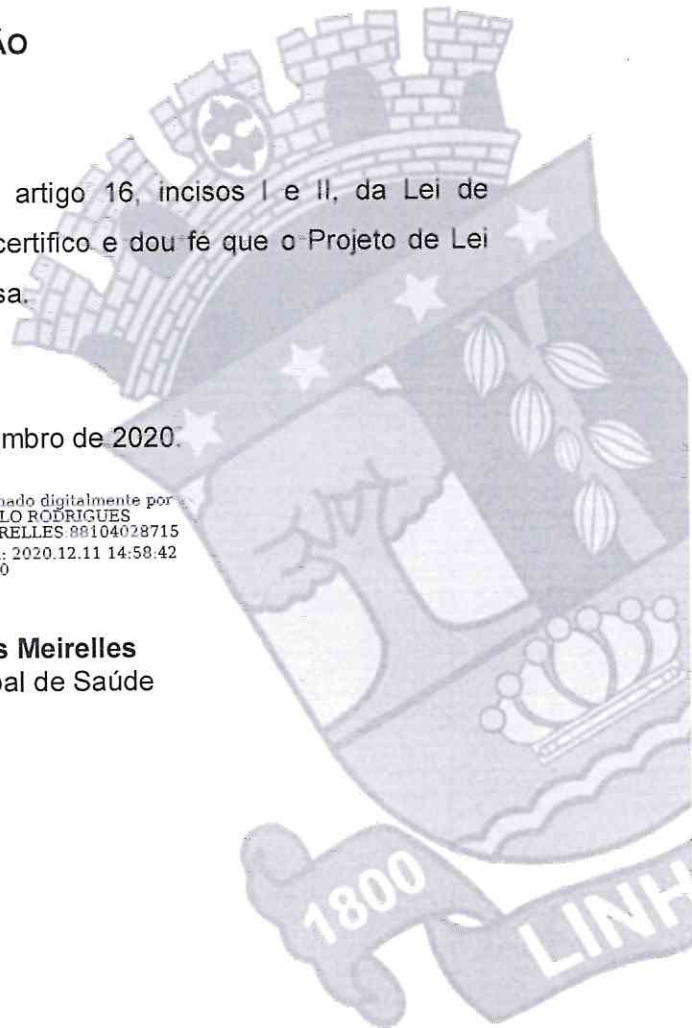 ÃO
artigo 16, incisos I e II, da Lei de
certifico e dou fé que o Projeto de Lei
sa.
mbro de 2020.
nado digitalmente por
LO RODRIGUES
RELLES:88104028715
: 2020.12.11 14:58:42
0
s Meirelles
pal de Saúde
1800
LINH